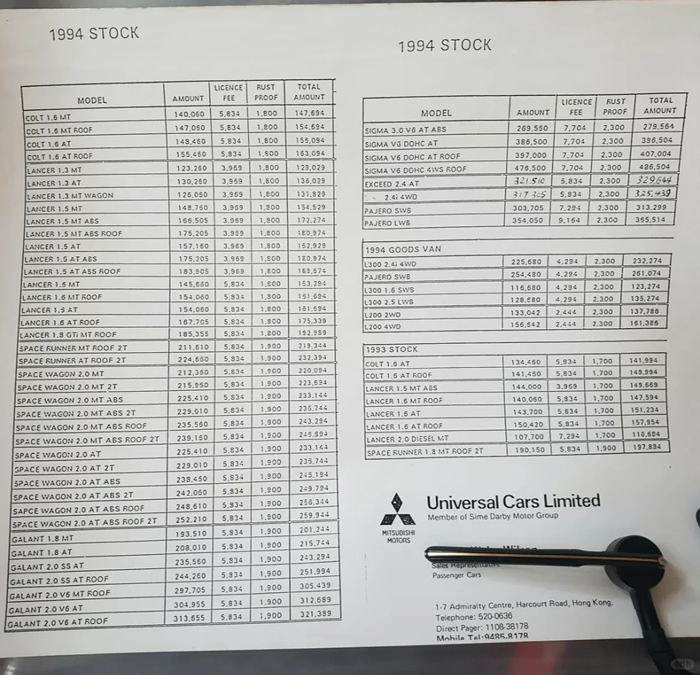 1994 STOCK
MODEL AMOUNT LICENCE FEE RUST PROOF TOTAL AMOUNT
COLT 1.6 MT 140,060 5,834 1,800 147,694
COLT 1.6 MT ROOF 147,060 5,834 1,800 154,694
COLT 1.6 AT 148,460 5,834 1,800 156,094
COLT 1.6 AT ROOF 155,460 5,834 1,800 163,094
LANCER 1.3 MT 123,260 3,969 1,800 129,029
LANCER 1.3 AT 130,260 3,969 1,800 136,029
LANCER 1.3 MT WAGON 126,060 3,969 1,800 131,829
LANCER 1.5 MT 148,760 3,969 1,800 154,529
LANCER 1.5 MT ABS 166,505 3,969 1,800 172,274
LANCER 1.5 MT ABS ROOF 175,205 3,969 1,800 180,974
LANCER 1.5 AT 157,160 3,969 1,800 162,929
LANCER 1.5 AT ABS 175,205 3,969 1,800 180,974
LANCER 1.5 AT ABS ROOF 183,905 3,969 1,800 189,674
LANCER 1.6 MT 145,660 5,834 1,800 153,294
LANCER 1.6 MT ROOF 154,060 5,834 1,800 161,694
LANCER 1.6 AT 154,060 5,834 1,800 161,694
LANCER 1.6 AT ROOF 167,705 5,834 1,800 175,339
LANCER 1.8 GTi MT ROOF 185,355 5,834 1,800 192,989
SPACE RUNNER MT ROOF 2T 211,610 5,834 1,900 219,344
SPACE RUNNER AT ROOF 2T 224,660 5,834 1,900 232,394
SPACE WAGON 2.0 MT 212,360 5,834 1,900 220,094
SPACE WAGON 2.0 MT 2T 215,960 5,834 1,900 223,694
SPACE WAGON 2.0 MT ABS 225,410 5,834 1,900 233,144
SPACE WAGON 2.0 MT ABS 2T 229,010 5,834 1,900 236,744
SPACE WAGON 2.0 MT ABS ROOF 235,560 5,834 1,900 243,294
SPACE WAGON 2.0 MT ABS ROOF 2T 239,160 5,834 1,900 246,894
SPACE WAGON 2.0 AT 225,410 5,834 1,900 233,144
SPACE WAGON 2.0 AT 2T 229,010 5,834 1,900 236,744
SPACE WAGON 2.0 AT ABS 238,460 5,834 1,900 246,194
SPACE WAGON 2.0 AT ABS 2T 242,060 5,834 1,900 249,794
SAPCE WAGON 2.0 AT ABS ROOF 248,610 5,834 1,900 256,344
SPACE WAGON 2.0 AT ABS ROOF 2T 252,210 5,834 1,900 259,944
GALANT 1.8 MT 193,510 5,834 1,900 201,244
GALANT 1.8 AT 208,010 5,834 1,900 215,744
GALANT 2.0 SS AT 235,560 5,834 1,900 243,294
GALANT 2.0 SS AT ROOF 244,260 5,834 1,900 251,994
GALANT 2.0 V6 MT ROOF 297,705 5,834 1,900 305,439
GALANT 2.0 V6 AT 304,955 5,834 1,900 312,689
GALANT 2.0 V6 AT ROOF 313,655 5,834 1,900 321,389
1994 STOCK
MODEL AMOUNT LICENCE FEE RUST PROOF TOTAL AMOUNT
SIGMA 3.0 V6 AT ABS 269,560 7,704 2,300 279,564
SIGMA V3 DOHC AT 386,500 7,704 2,300 396,504
SIGMA V6 DOHC AT ROOF 397,000 7,704 2,300 407,004
SIGMA V6 DOHC 4WS ROOF 476,500 7,704 2,300 486,504
EXCEED 2.4 AT 321,510 5,834 2,300 329,644
2.4i 4WD 317,305 5,834 2,300 325,439
PAJERO SWB 303,705 7,294 2,300 313,299
PAJERO LWB 354,050 9,164 2,300 365,514
1994 GOODS VAN
L300 2.4i 4WD 225,680 4,294 2,300 232,274
PAJERO SWB 254,480 4,294 2,300 261,074
L300 1.6 SWB 116,680 4,294 2,300 123,274
L300 2.5 LWB 128,680 4,294 2,300 135,274
L200 2WD 133,042 2,444 2,300 137,786
L200 4WD 156,642 2,444 2,300 161,386
1993 STOCK
COLT 1.6 AT 134,460 5,834 1,700 141,994
COLT 1.6 AT ROOF 141,460 5,834 1,700 148,994
LANCER 1.5 MT ABS 144,000 3,969 1,700 149,669
LANCER 1.6 MT ROOF 140,060 5,834 1,700 147,594
LANCER 1.6 AT 143,700 5,834 1,700 151,234
LANCER 1.6 AT ROOF 150,420 5,834 1,700 157,954
LANCER 2.0 DIESEL MT 107,700 7,294 1,700 116,694
SPACE RUNNER 1.8 MT ROOF 2T 190,150 5,834 1,900 197,884
MITSUBISHI MOTORS
Universal Cars Limited
Member of Sime Darby Motor Group
Sales Representative
Passenger Cars
1-7 Admiralty Centre, Harcourt Road, Hong Kong.
Telephone: 520-0636
Direct Pager: 1108-38178
Mobile Tel: 9485-8178